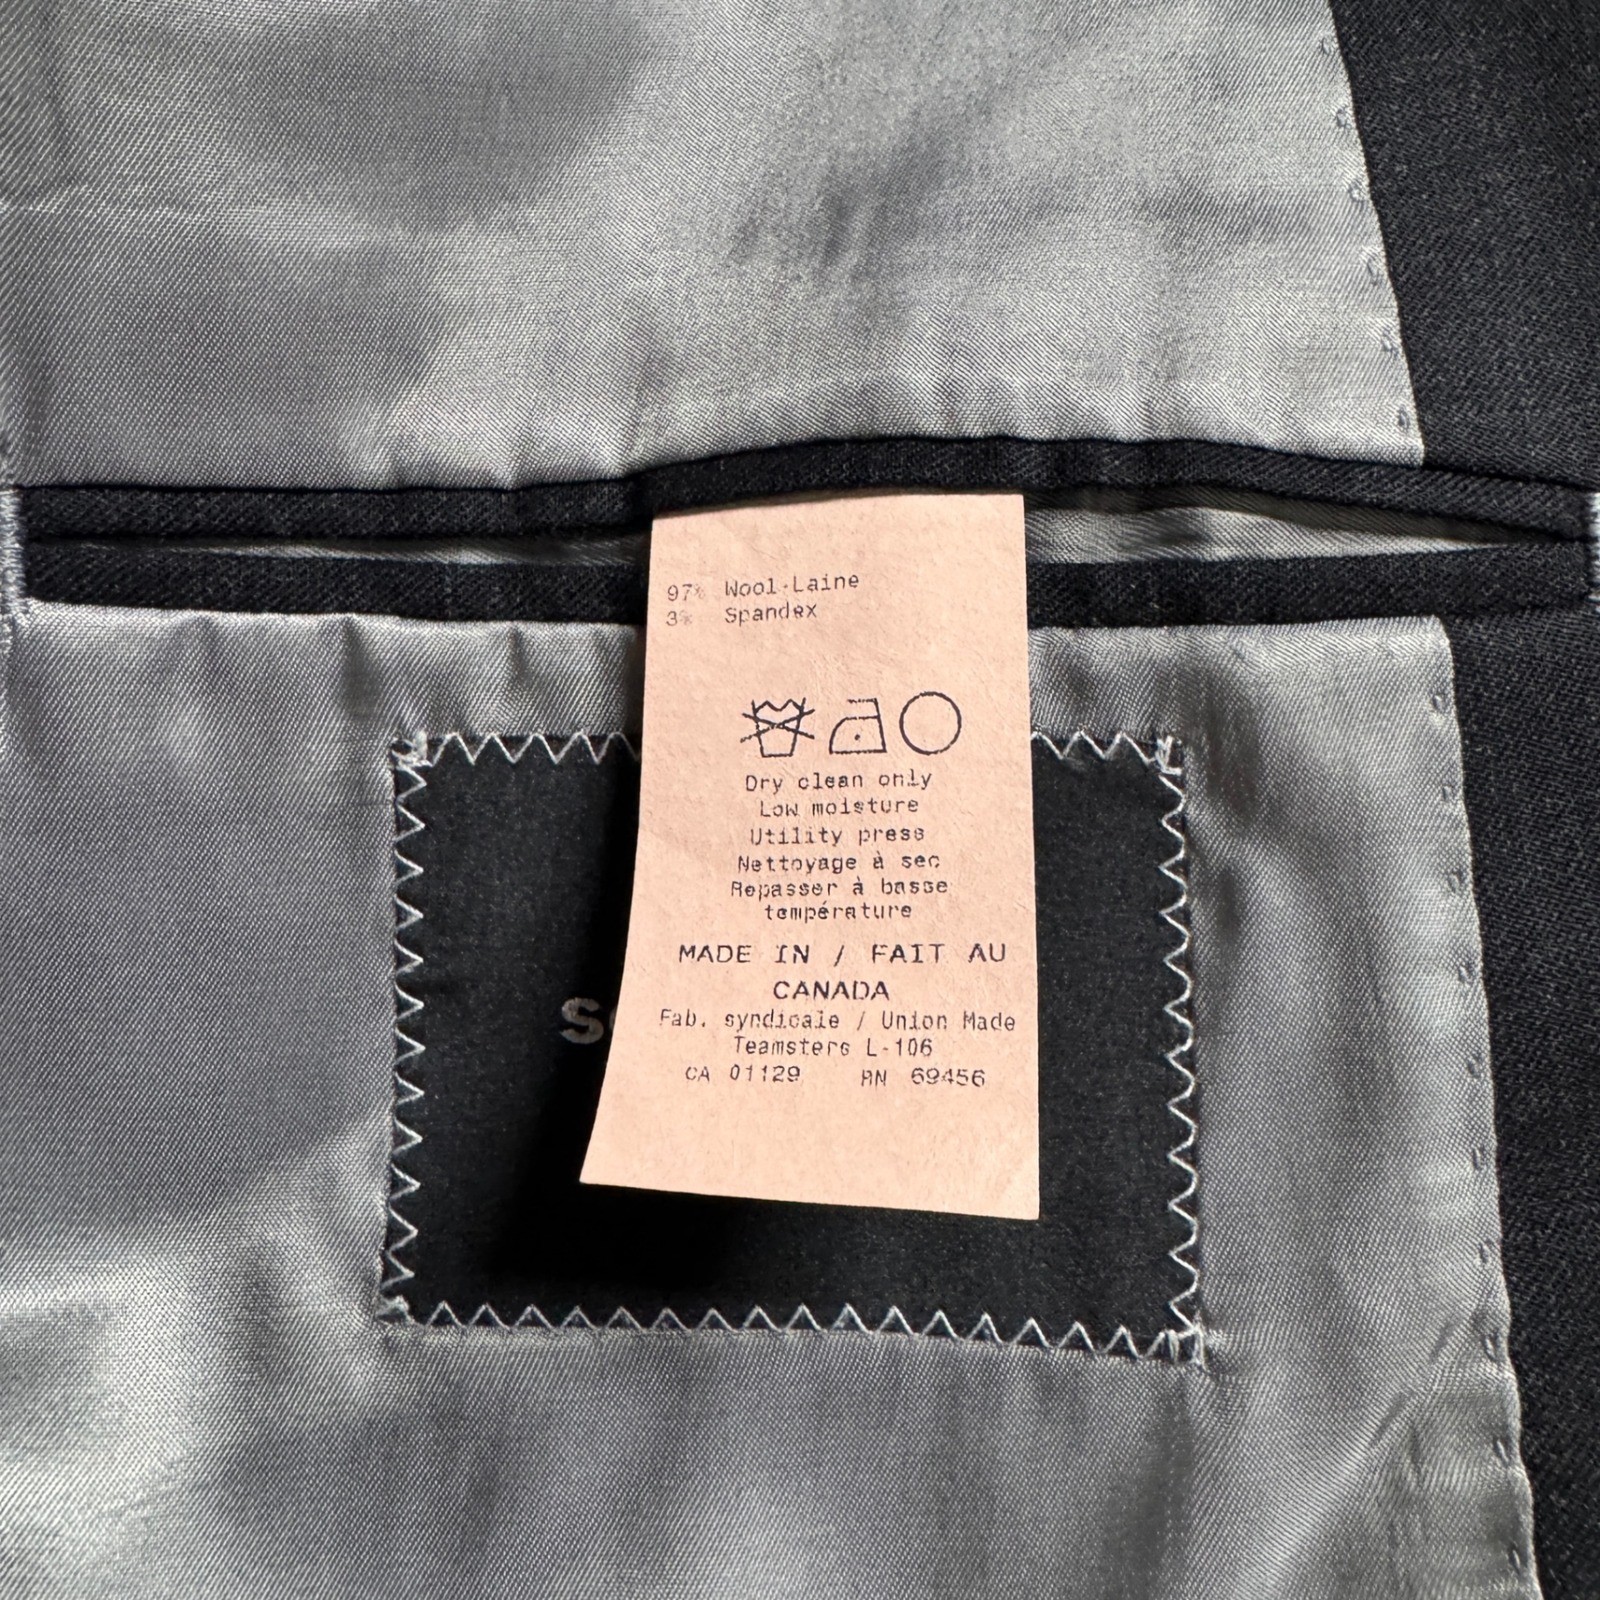 97% Wool-Laine
3% Spandex
Dry clean only
Low moisture
Utility press
Nettoyage à sec
Repasser à basse
température
MADE IN / FAIT AU
CANADA
Fab. syndicale / Union Made
Teamsters L-106
CA 01129 RN 69456